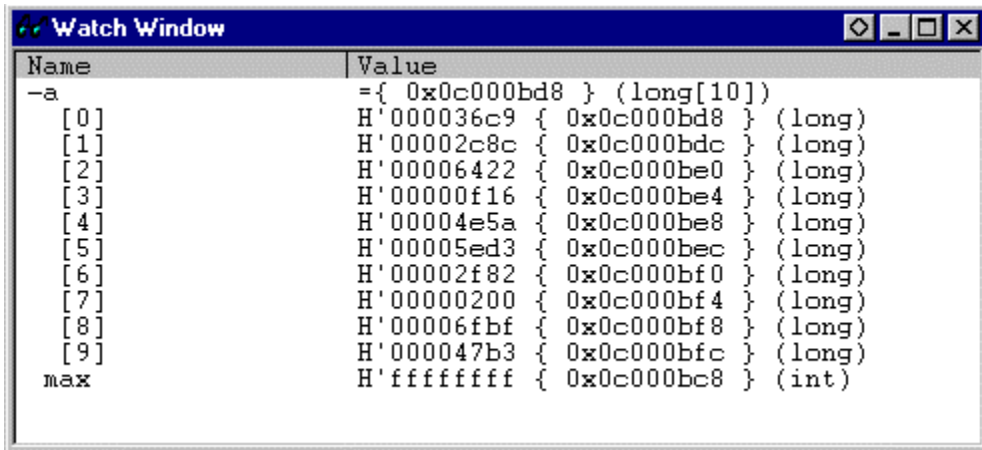 Watch Window
Name Value
-a ={ 0x0c000bd8 } (long[10])
[0] H'000036c9 { 0x0c000bd8 } (long)
[1] H'00002c8c { 0x0c000bdc } (long)
[2] H'00006422 { 0x0c000be0 } (long)
[3] H'00000f16 { 0x0c000be4 } (long)
[4] H'00004e5a { 0x0c000be8 } (long)
[5] H'00005ed3 { 0x0c000bec } (long)
[6] H'00002f82 { 0x0c000bf0 } (long)
[7] H'00000200 { 0x0c000bf4 } (long)
[8] H'00006fbf { 0x0c000bf8 } (long)
[9] H'000047b3 { 0x0c000bfc } (long)
max H'ffffffff { 0x0c000bc8 } (int)